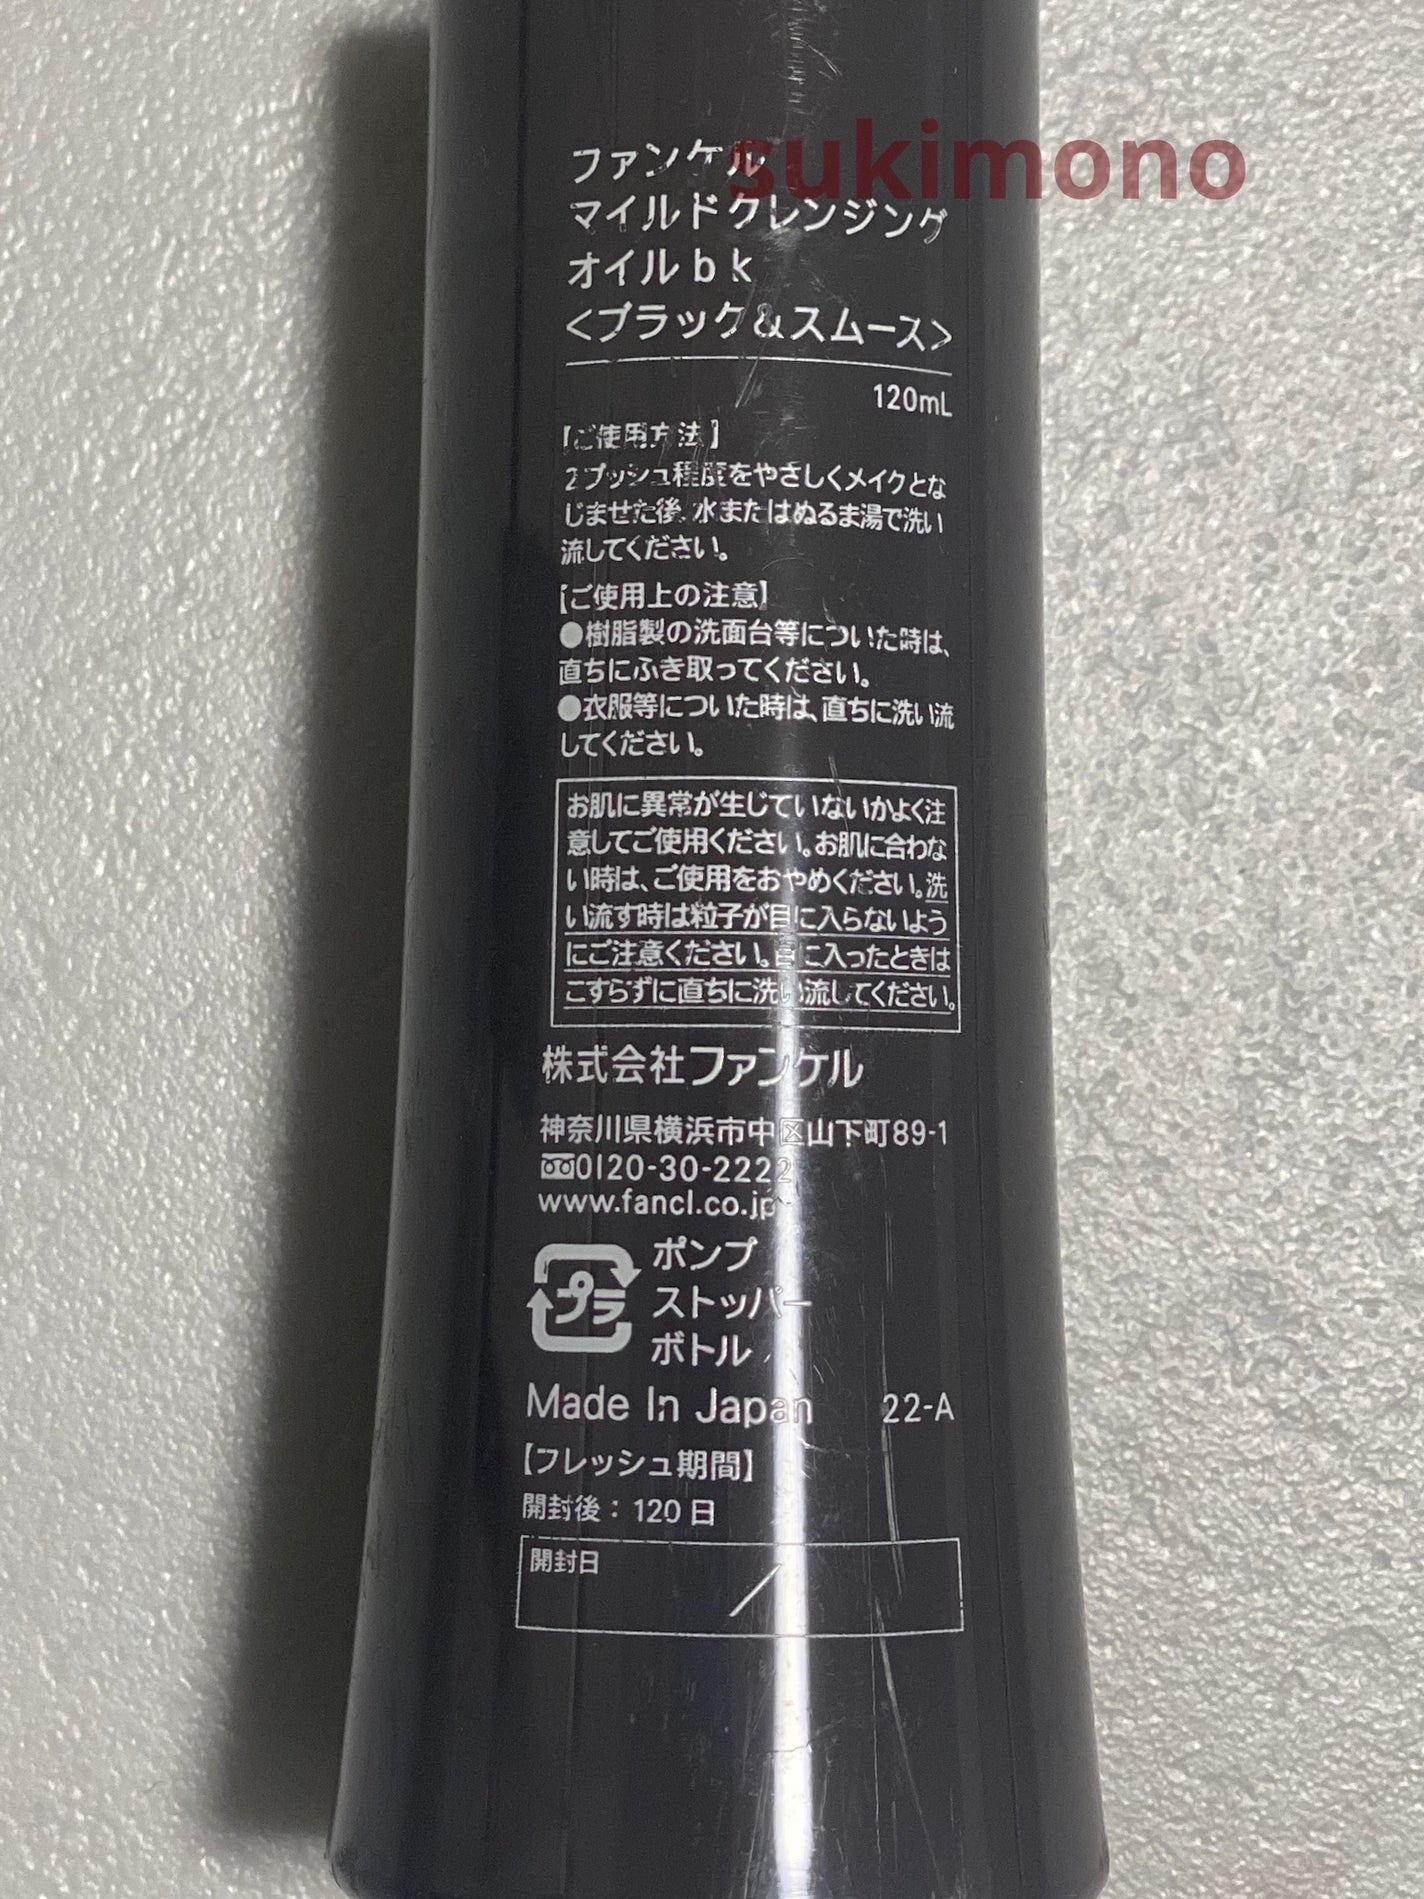 sukimono
ファンケル
マイルドクレンジング
オイルbk
<ブラック&スムース>
120mL
【ご使用方法】
2プッシュ程度をやさしくメイクとな
じませた後、水またはぬるま湯で洗い
流してください。
【ご使用上の注意】
●樹脂製の洗面台等についた時は、
直ちにふき取ってください。
●衣服等についた時は、直ちに洗い流
してください。
お肌に異常が生じていないかよく注
意してご使用ください。お肌に合わな
い時は、ご使用をおやめください。洗
い流す時は粒子が目に入らないよう
にご注意ください。目に入ったときは
こすらずに直ちに洗い流してください。
株式会社ファンケル
神奈川県横浜市中区山下町89-1
0120-30-2222
www.fancl.co.jp
プラ
ポンプ
ストッパー
ボトル
Made In Japan 22-A
【フレッシュ期間】
開封後：120日
開封日
/